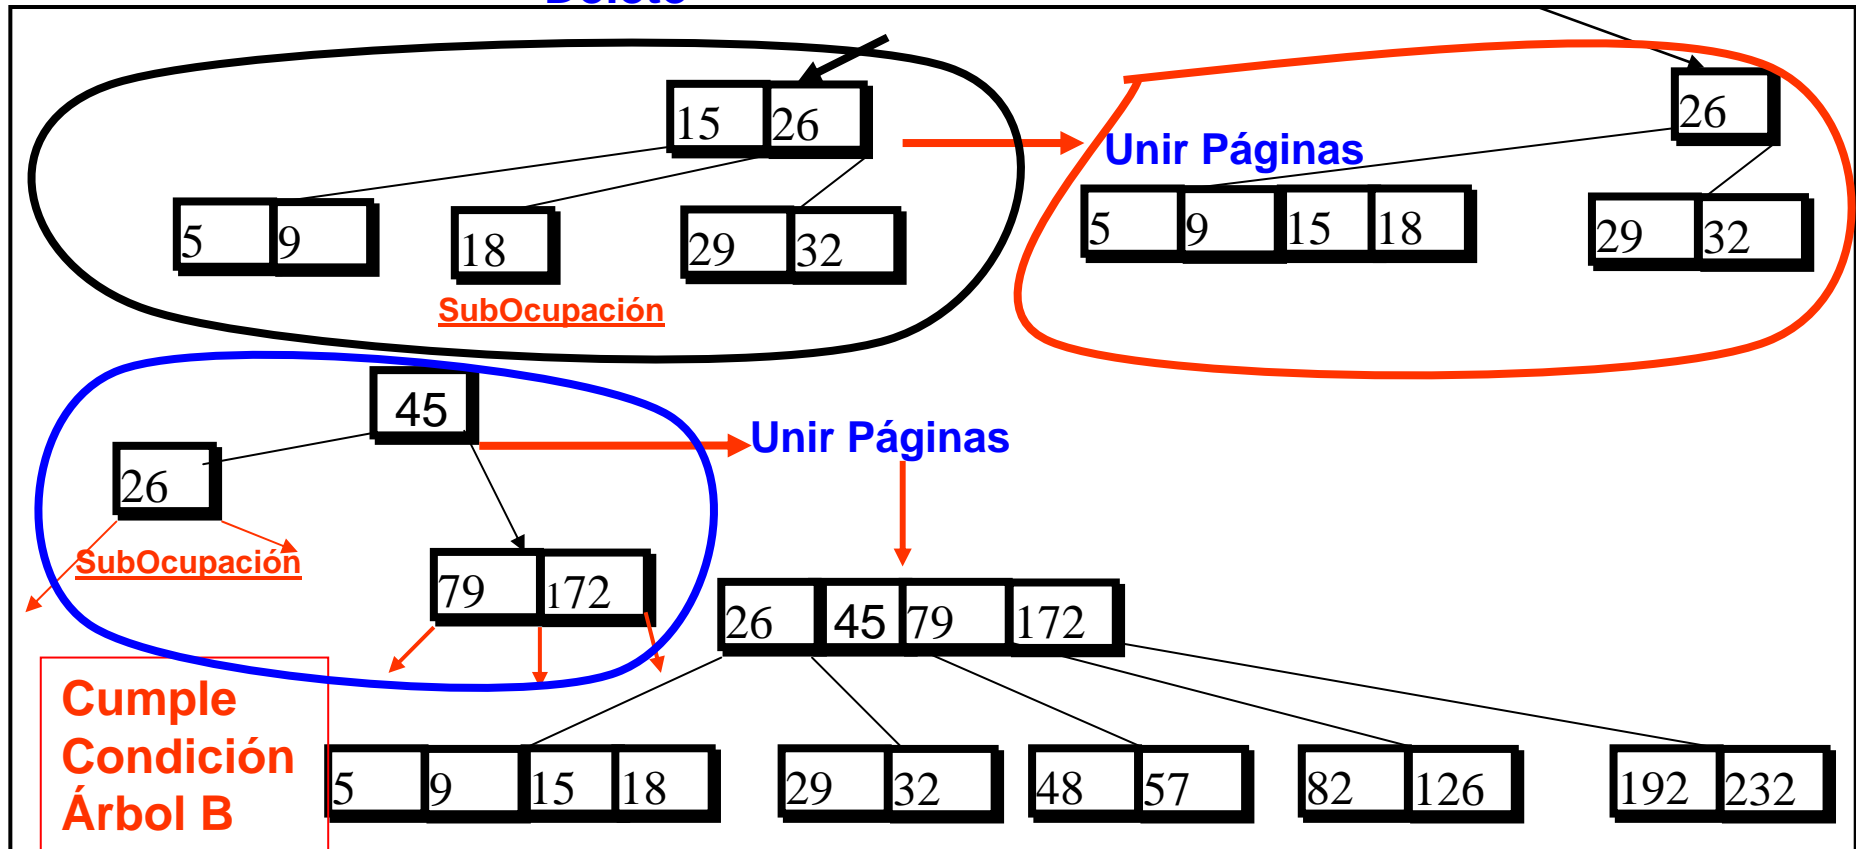 Delete
15 26
26
Unir Páginas
5 9 18 29 32
5 9 15 18 29 32
SubOcupación
45
Unir Páginas
26
SubOcupación
79 172
26 45 79 172
Cumple
Condición
Árbol B
5 9 15 18 29 32 48 57 82 126 192 232